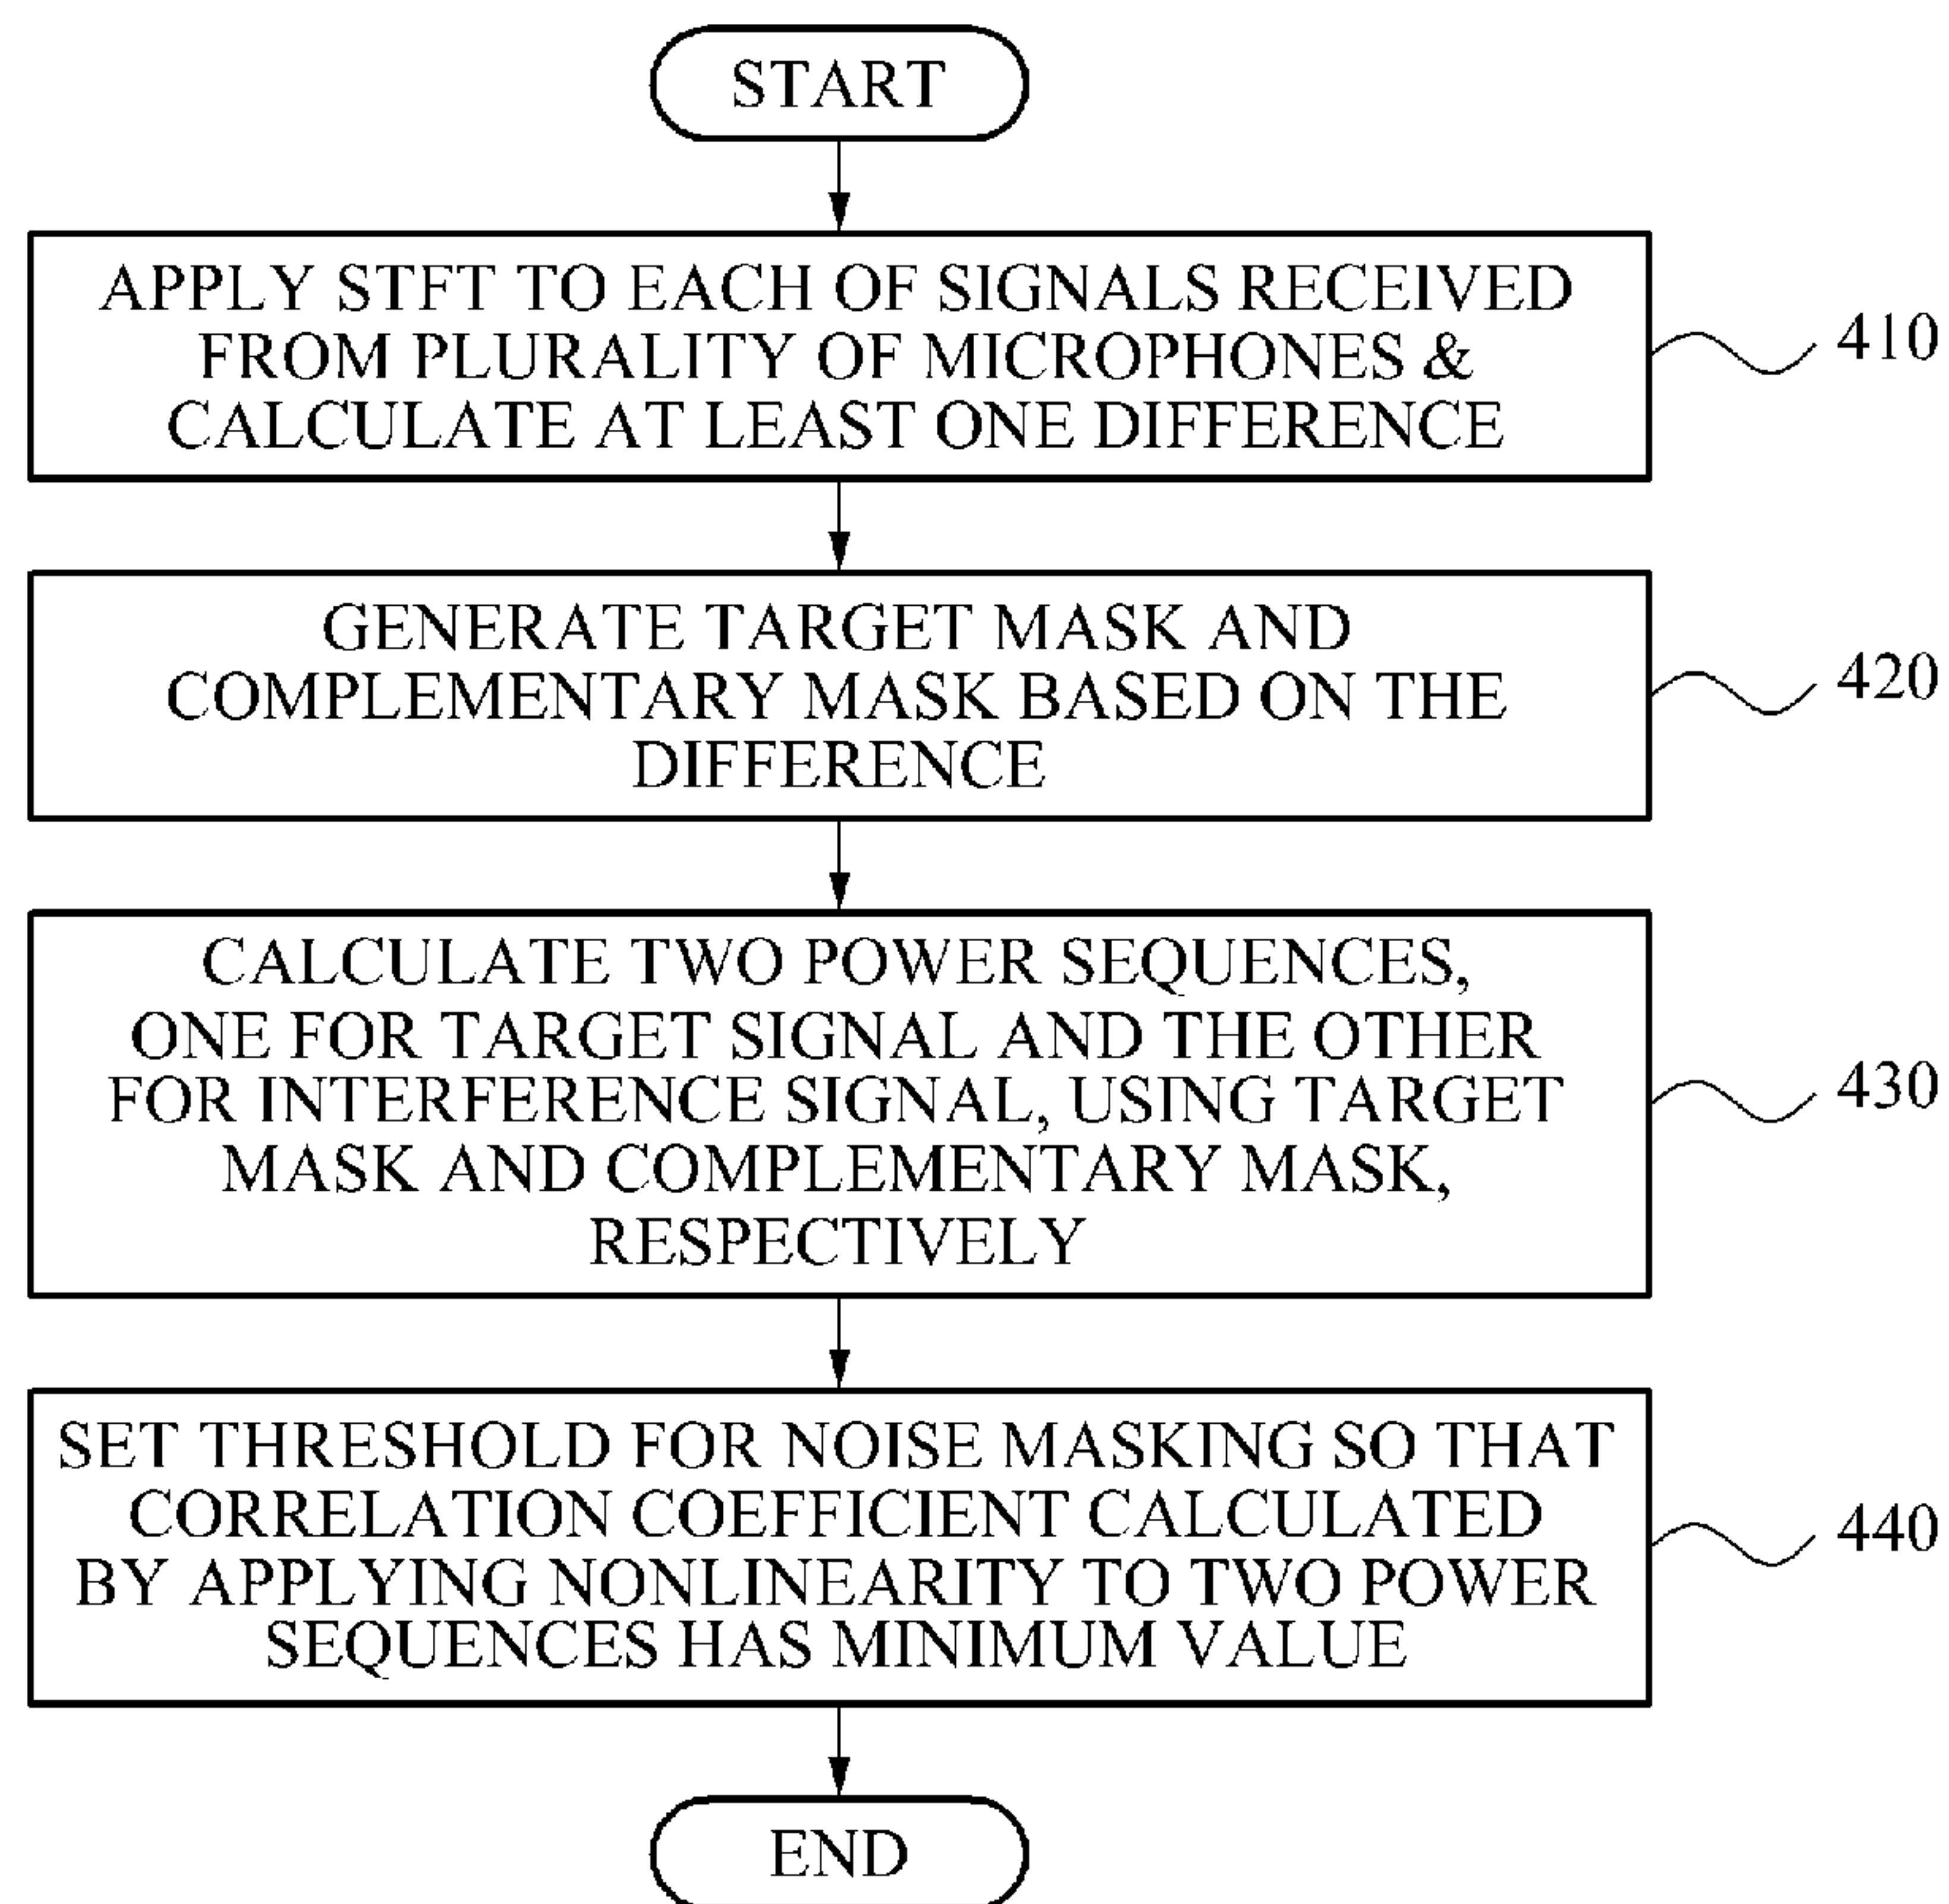 START
APPLY STFT TO EACH OF SIGNALS RECEIVED
FROM PLURALITY OF MICROPHONES &
CALCULATE AT LEAST ONE DIFFERENCE
410
GENERATE TARGET MASK AND
COMPLEMENTARY MASK BASED ON THE
DIFFERENCE
420
CALCULATE TWO POWER SEQUENCES,
ONE FOR TARGET SIGNAL AND THE OTHER
FOR INTERFERENCE SIGNAL, USING TARGET
MASK AND COMPLEMENTARY MASK,
RESPECTIVELY
430
SET THRESHOLD FOR NOISE MASKING SO THAT
CORRELATION COEFFICIENT CALCULATED
BY APPLYING NONLINEARITY TO TWO POWER
SEQUENCES HAS MINIMUM VALUE
440
END